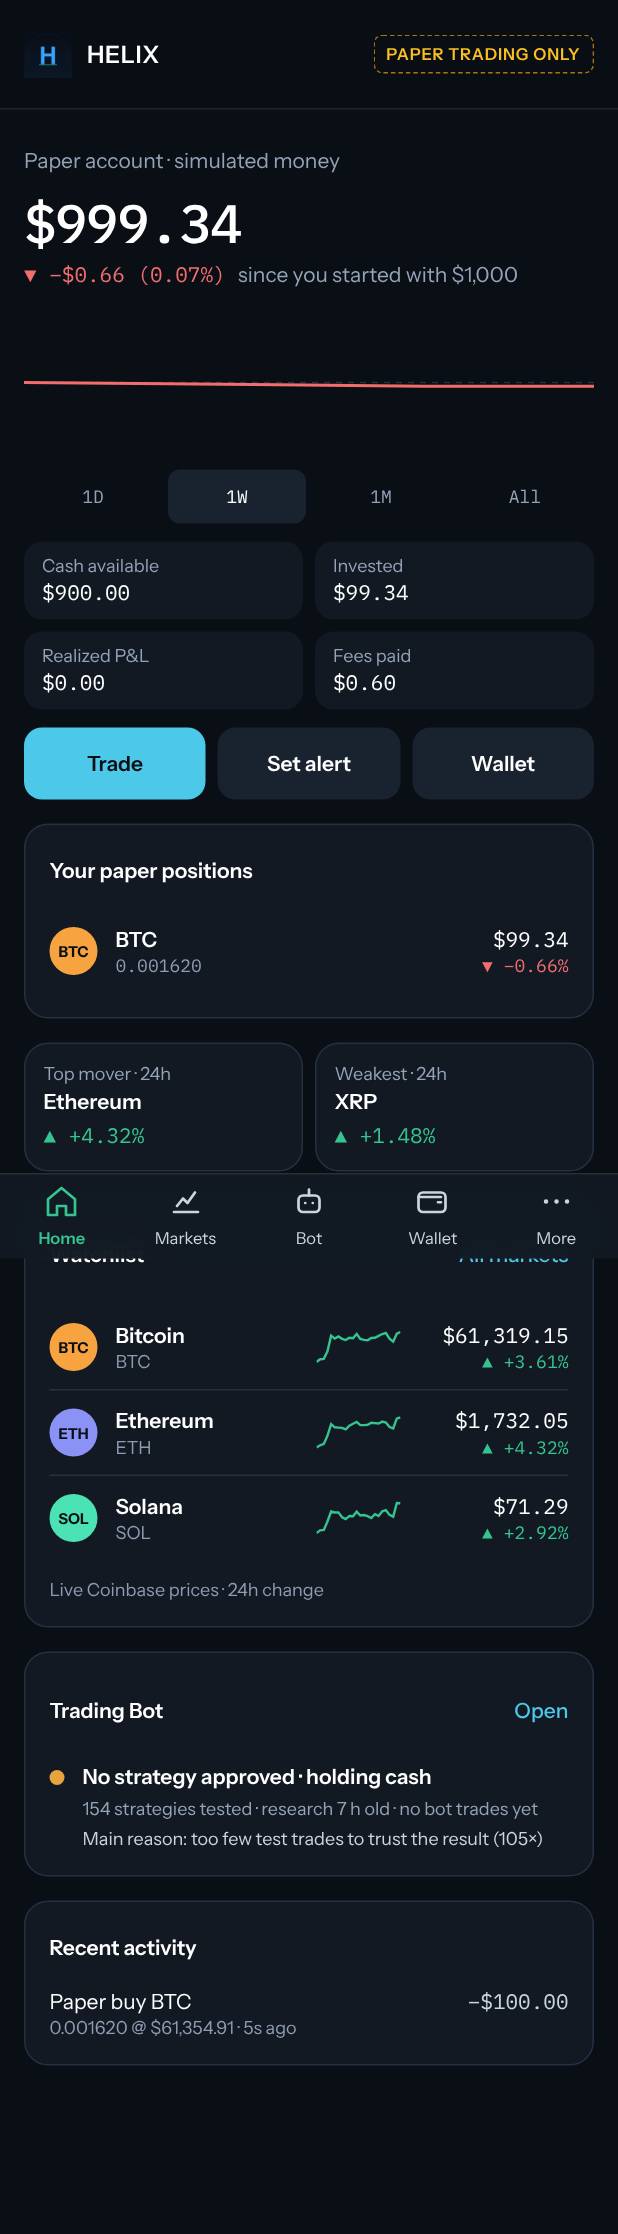 H HELIX
PAPER TRADING ONLY
Paper account · simulated money
$999.34
▼ −$0.66 (0.07%) since you started with $1,000
1D 1W 1M All
Cash available
$900.00
Invested
$99.34
Realized P&L
$0.00
Fees paid
$0.60
Trade Set alert Wallet
Your paper positions
BTC BTC $99.34
0.001620 ▼ −0.66%
Top mover · 24h
Ethereum
▲ +4.32%
Weakest · 24h
XRP
▲ +1.48%
Home Markets Bot Wallet More
Watchlist All markets
BTC Bitcoin $61,319.15
BTC ▲ +3.61%
ETH Ethereum $1,732.05
ETH ▲ +4.32%
SOL Solana $71.29
SOL ▲ +2.92%
Live Coinbase prices · 24h change
Trading Bot Open
No strategy approved · holding cash
154 strategies tested · research 7 h old · no bot trades yet
Main reason: too few test trades to trust the result (105×)
Recent activity
Paper buy BTC −$100.00
0.001620 @ $61,354.91 · 5s ago